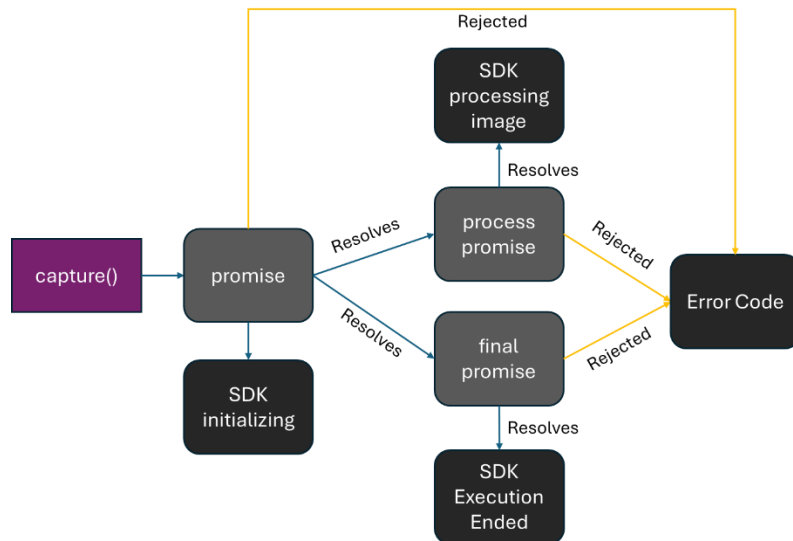 Rejected
SDK
processing
image
Resolves
process
promise
Resolves
Rejected
capture()
promise
Error Code
Resolves
final
promise
Rejected
SDK
initializing
Resolves
SDK
Execution
Ended